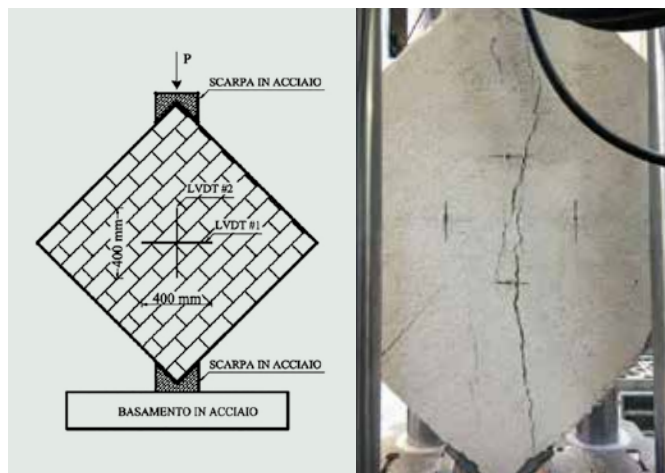 P
SCARPA IN ACCIAIO
LVDT #2
LVDT #1
400 mm
400 mm
SCARPA IN ACCIAIO
BASAMENTO IN ACCIAIO